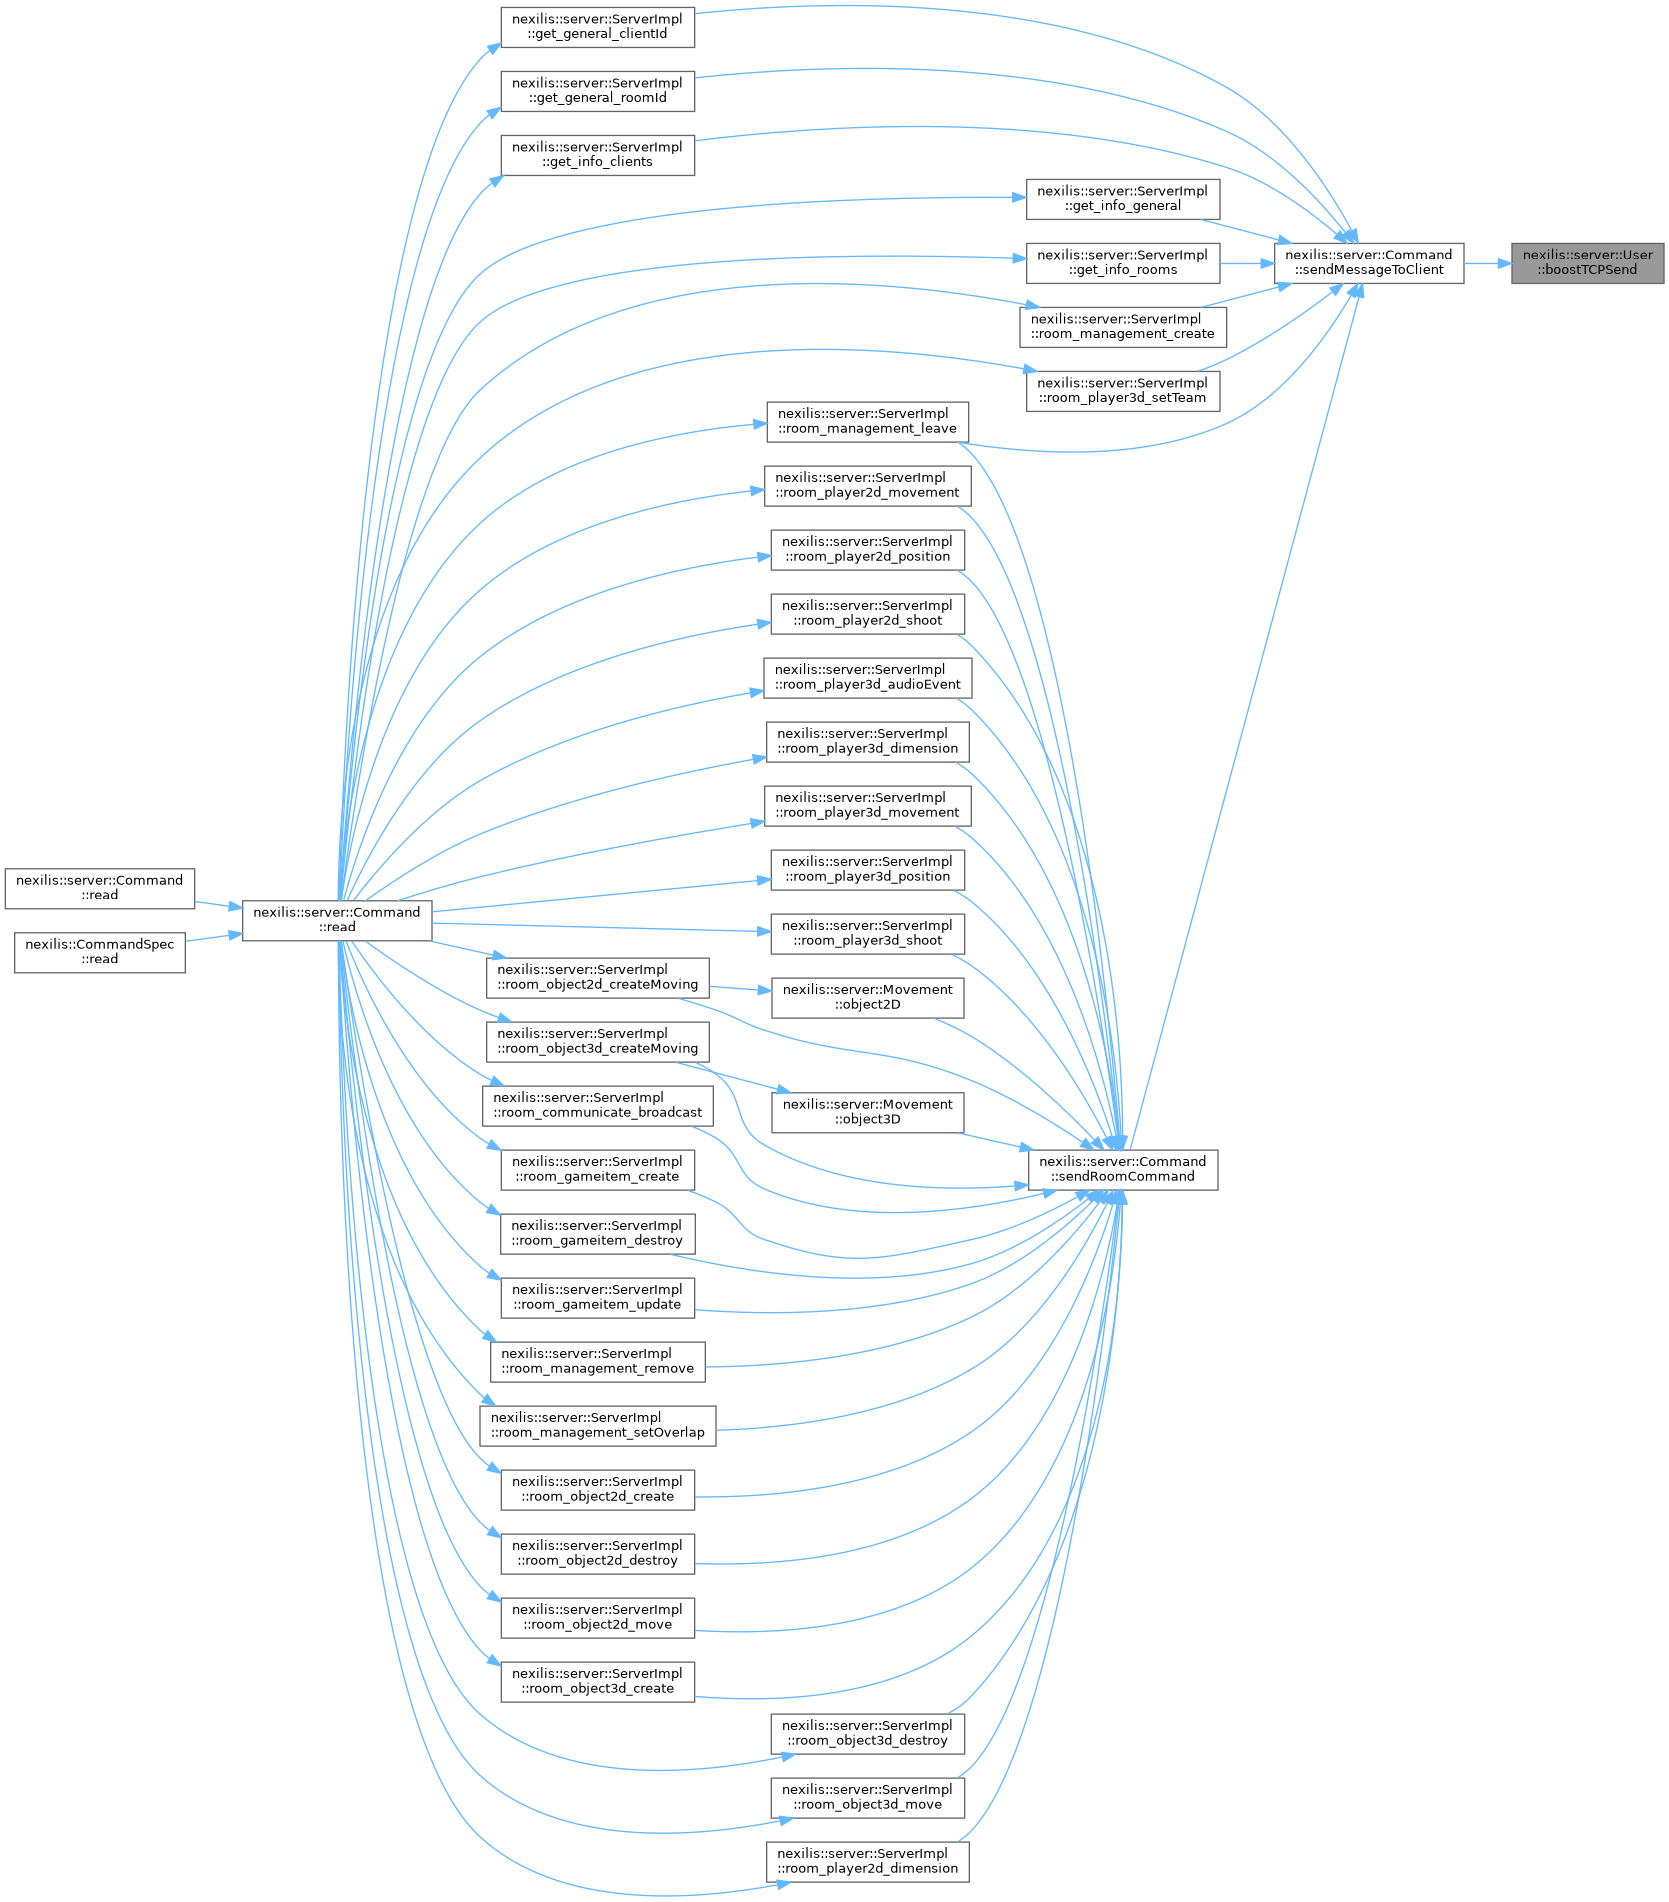 nexilis::server::ServerImpl
::get_general_clientId
nexilis::server::ServerImpl
::get_general_roomId
nexilis::server::ServerImpl
::get_info_clients
nexilis::server::ServerImpl
::get_info_general
nexilis::server::ServerImpl
::get_info_rooms
nexilis::server::Command
::sendMessageToClient
nexilis::server::User
::boostTCPSend
nexilis::server::ServerImpl
::room_management_create
nexilis::server::ServerImpl
::room_player3d_setTeam
nexilis::server::ServerImpl
::room_management_leave
nexilis::server::ServerImpl
::room_player2d_movement
nexilis::server::ServerImpl
::room_player2d_position
nexilis::server::ServerImpl
::room_player2d_shoot
nexilis::server::ServerImpl
::room_player3d_audioEvent
nexilis::server::ServerImpl
::room_player3d_dimension
nexilis::server::ServerImpl
::room_player3d_movement
nexilis::server::ServerImpl
::room_player3d_position
nexilis::server::Command
::read
nexilis::server::Command
::read
nexilis::CommandSpec
::read
nexilis::server::ServerImpl
::room_player3d_shoot
nexilis::server::ServerImpl
::room_object2d_createMoving
nexilis::server::Movement
::object2D
nexilis::server::ServerImpl
::room_object3d_createMoving
nexilis::server::ServerImpl
::room_communicate_broadcast
nexilis::server::Movement
::object3D
nexilis::server::ServerImpl
::room_gameitem_create
nexilis::server::Command
::sendRoomCommand
nexilis::server::ServerImpl
::room_gameitem_destroy
nexilis::server::ServerImpl
::room_gameitem_update
nexilis::server::ServerImpl
::room_management_remove
nexilis::server::ServerImpl
::room_management_setOverlap
nexilis::server::ServerImpl
::room_object2d_create
nexilis::server::ServerImpl
::room_object2d_destroy
nexilis::server::ServerImpl
::room_object2d_move
nexilis::server::ServerImpl
::room_object3d_create
nexilis::server::ServerImpl
::room_object3d_destroy
nexilis::server::ServerImpl
::room_object3d_move
nexilis::server::ServerImpl
::room_player2d_dimension